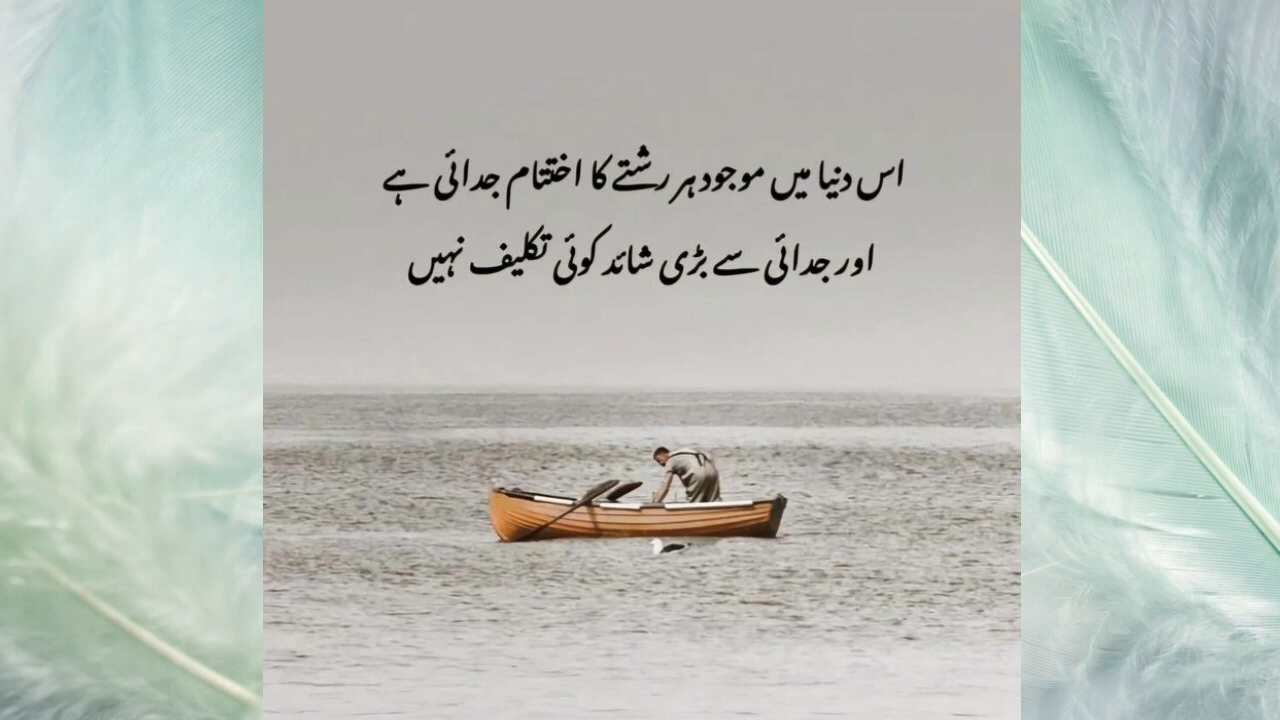 اس دنیا میں موجود ہر رشتے کا اختتام جدائی ہے
اور جدائی سے بڑی شائد کوئی تکلیف نہیں